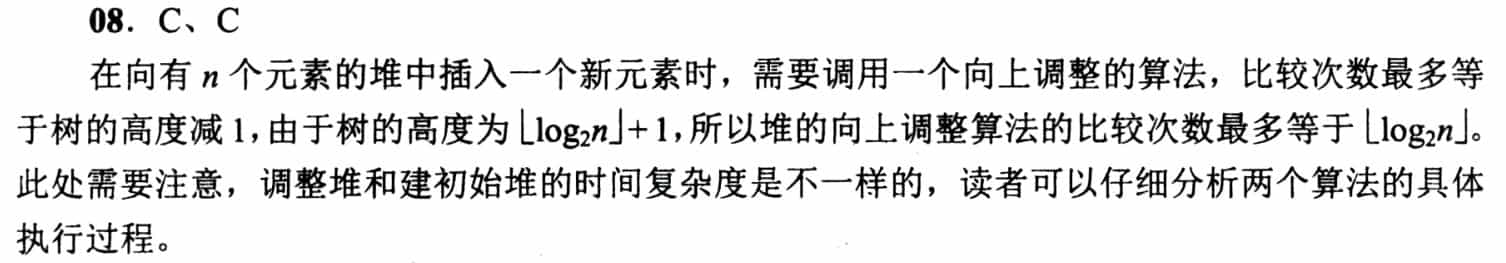 08. C、C
在向有 n 个元素的堆中插入一个新元素时，需要调用一个向上调整的算法，比较次数最多等
于树的高度减 1，由于树的高度为⌊log₂n⌋+ 1，所以堆的向上调整算法的比较次数最多等于⌊log₂n⌋。
此处需要注意，调整堆和建初始堆的时间复杂度是不一样的，读者可以仔细分析两个算法的具体
执行过程。